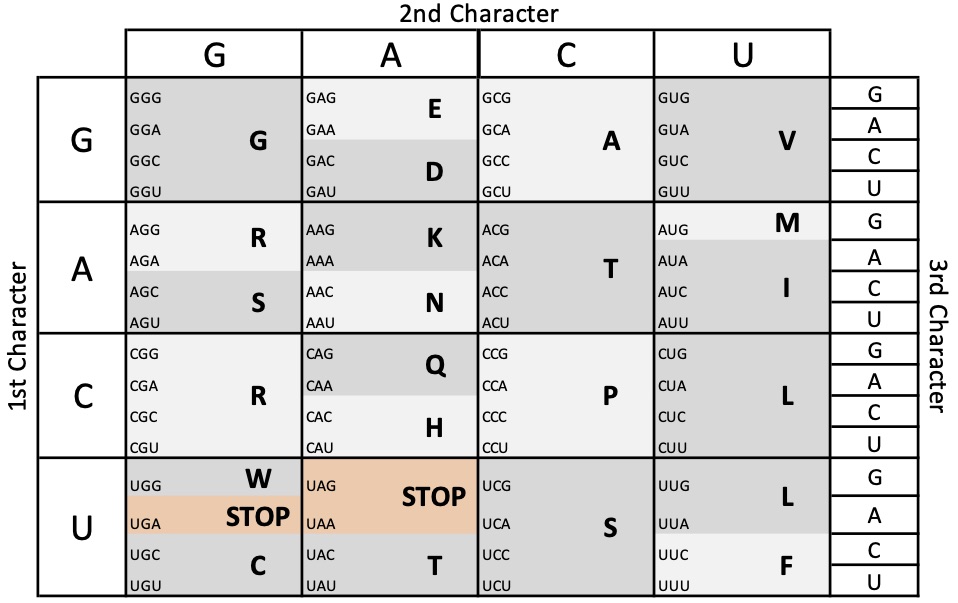 2nd Character
G A C U
1st Character
3rd Character
G
GGG GAG E GCG GUG G
GGA GAA GCA GUA A
G A V
GGC GAC D GCC GUC C
GGU GAU GCU GUU U
A
AGG R AAG K ACG AUG M G
AGA AAA ACA AUA A
T
AGC S AAC N ACC AUC I C
AGU AAU ACU AUU U
C
CGG CAG Q CCG CUG G
CGA CAA CCA CUA A
R P L
CGC CAC H CCC CUC C
CGU CAU CCU CUU U
U
UGG W UAG STOP UCG UUG L G
UGA STOP UAA UCA UUA A
S
UGC C UAC T UCC UUC F C
UGU UAU UCU UUU U